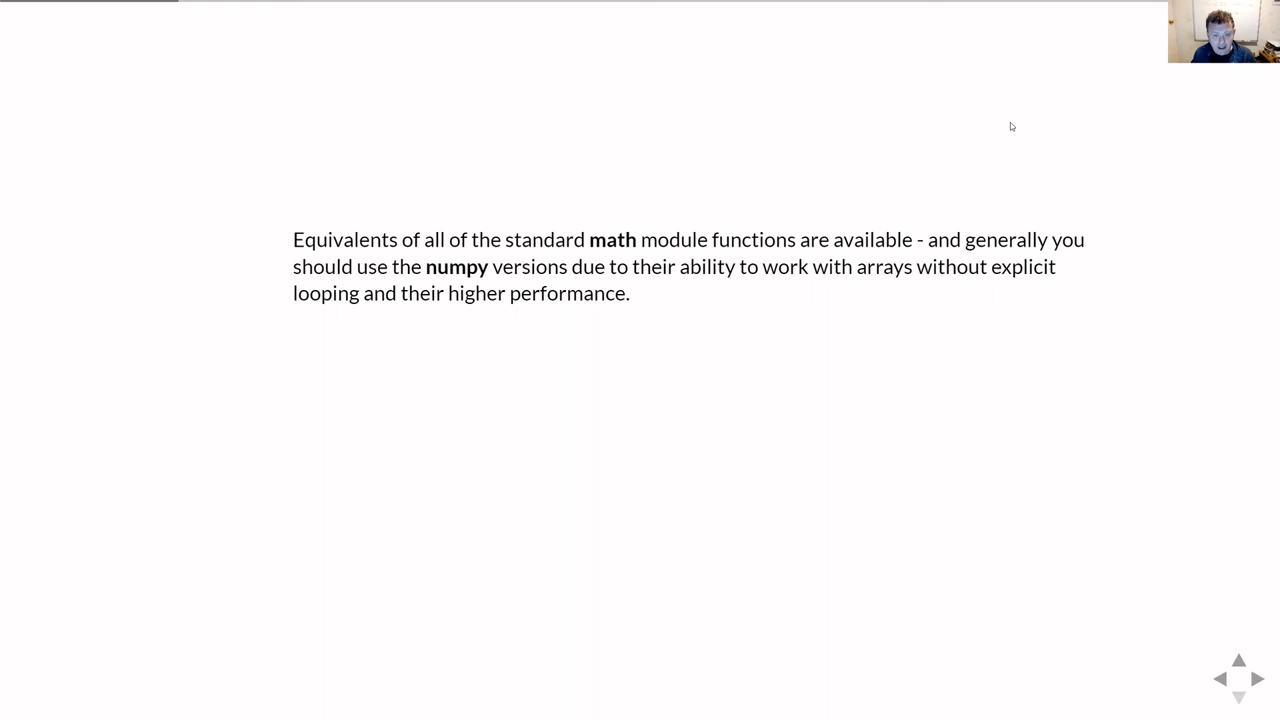 Equivalents of all of the standard math module functions are available - and generally you
should use the numpy versions due to their ability to work with arrays without explicit
looping and their higher performance.